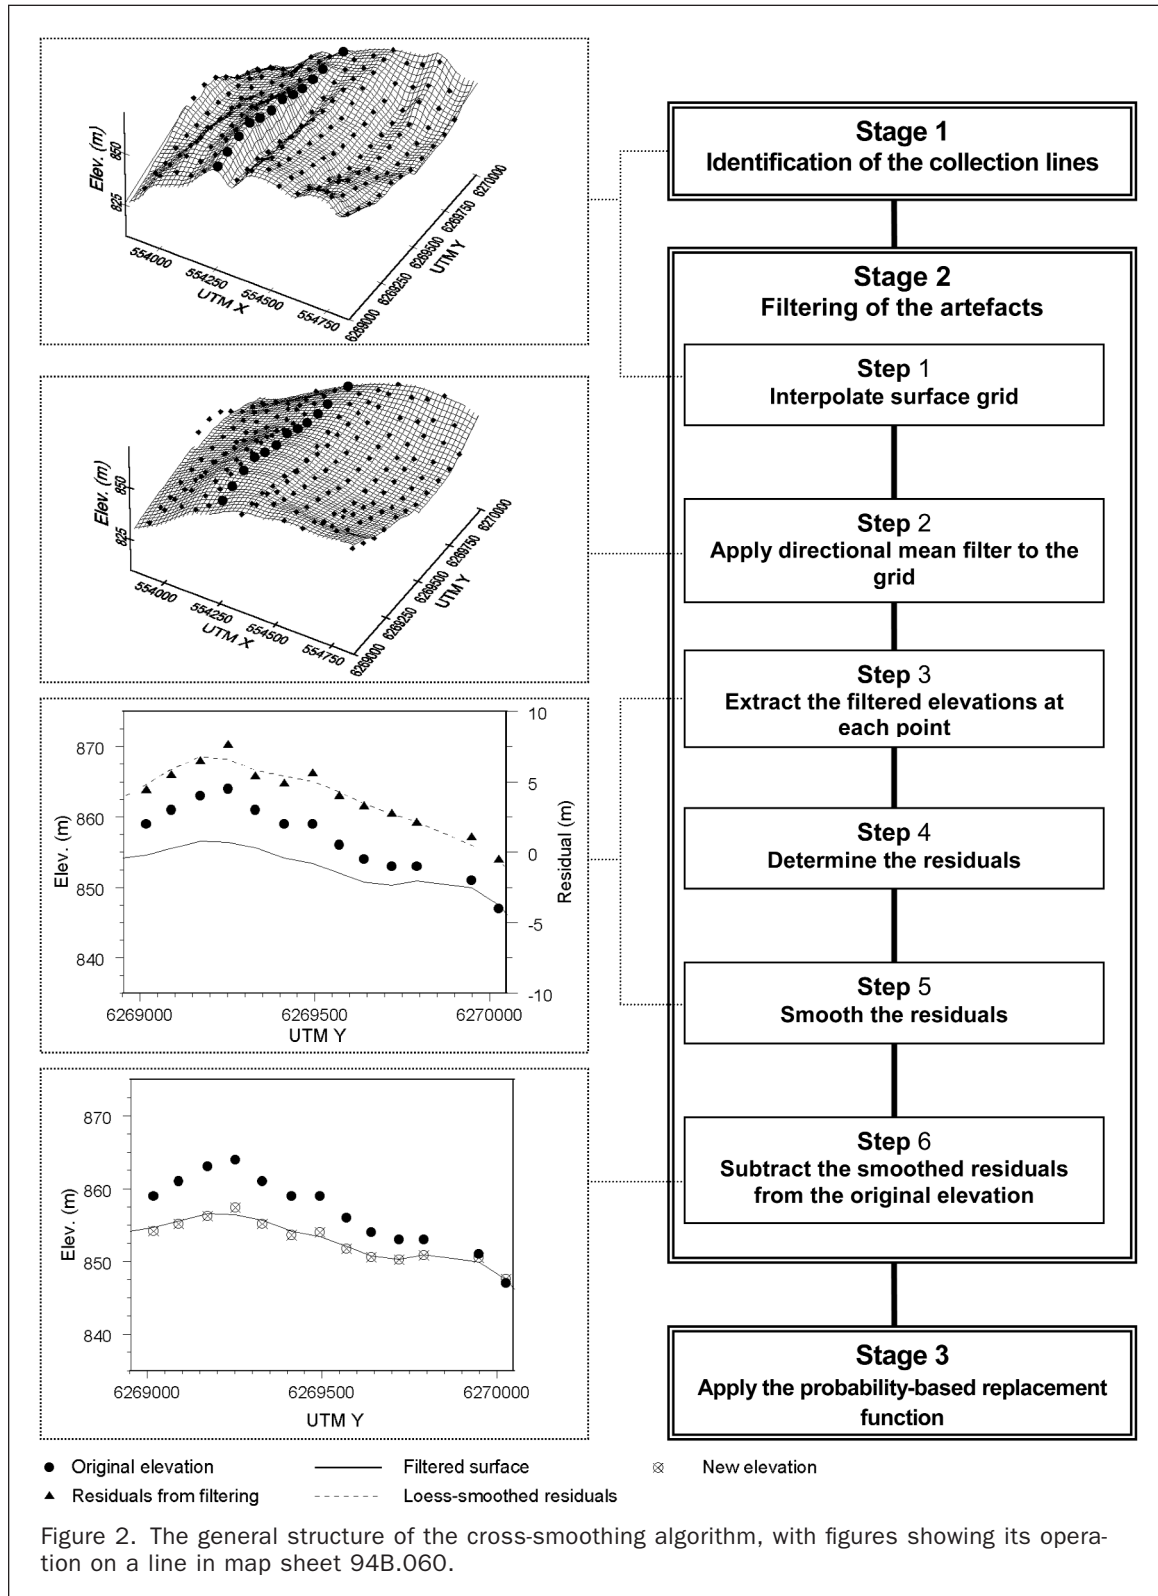 Elev. (m)
850
825
554000
554250
554500
554750
UTM X
6269000
6269250
6269500
6269750
6270000
UTM Y
Elev. (m)
850
825
554000
554250
554500
554750
UTM X
6269000
6269250
6269500
6269750
6270000
UTM Y
870
860
850
840
Elev. (m)
10
5
0
-5
-10
Residual (m)
6269000 6269500 6270000
UTM Y
870
860
850
840
Elev. (m)
6269000 6269500 6270000
UTM Y
Stage 1
Identification of the collection lines
Stage 2
Filtering of the artefacts
Step 1
Interpolate surface grid
Step 2
Apply directional mean filter to the
grid
Step 3
Extract the filtered elevations at
each point
Step 4
Determine the residuals
Step 5
Smooth the residuals
Step 6
Subtract the smoothed residuals
from the original elevation
Stage 3
Apply the probability-based replacement
function
Original elevation Filtered surface New elevation
Residuals from filtering Loess-smoothed residuals
Figure 2. The general structure of the cross-smoothing algorithm, with figures showing its opera-
tion on a line in map sheet 94B.060.